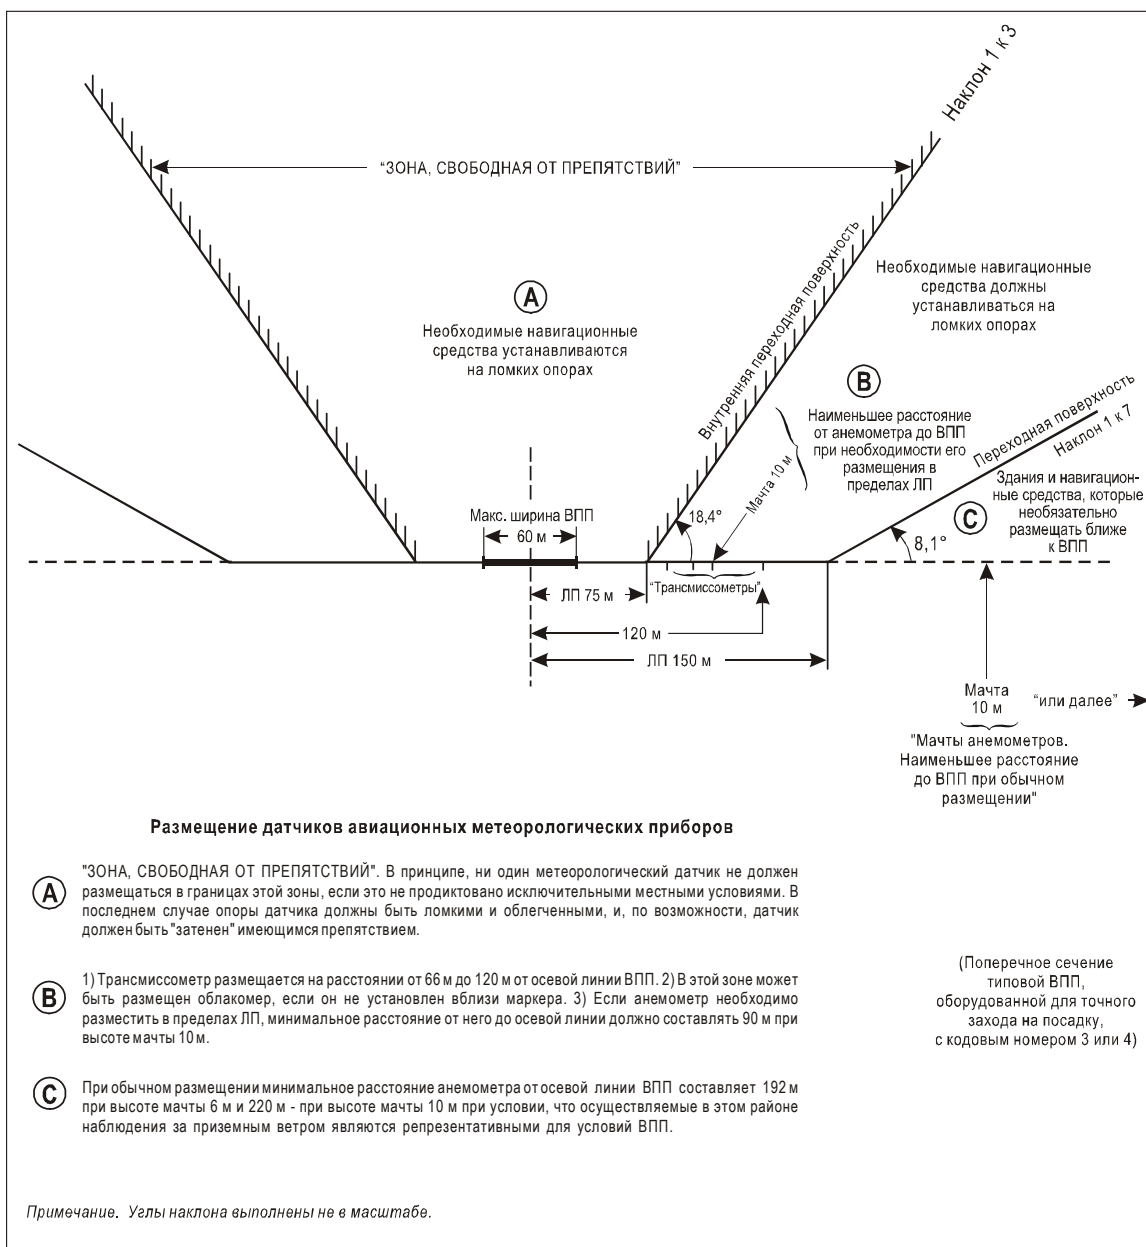 Наклон 1 к 3
“ЗОНА, СВОБОДНАЯ ОТ ПРЕПЯТСТВИЙ”
A
Необходимые навигационные
средства устанавливаются
на ломких опорах
Внутренняя переходная поверхность
Необходимые навигационные
средства должны
устанавливаться на
ломких опорах
B
Наименьшее расстояние
от анемометра до ВПП
при необходимости его
размещения в
пределах ЛП
Мачта 10 м
Переходная поверхность
Наклон 1 к 7
Здания и навигацион-
ные средства, которые
необязательно
размещать ближе
к ВПП
C
Макс. ширина ВПП
60 м
18,4°
8,1°
“Трансмиссометры”
ЛП 75 м
120 м
ЛП 150 м
Мачта
10 м
“или далее”
"Мачты анемометров.
Наименьшее расстояние
до ВПП при обычном
размещении"
Размещение датчиков авиационных метеорологических приборов
A
"ЗОНА, СВОБОДНАЯ ОТ ПРЕПЯТСТВИЙ". В принципе, ни один метеорологический датчик не должен
размещаться в границах этой зоны, если это не продиктовано исключительными местными условиями. В
последнем случае опоры датчика должны быть ломкими и облегченными, и, по возможности, датчик
должен быть "затенен" имеющимся препятствием.
B
1) Трансмиссометр размещается на расстоянии от 66 м до 120 м от осевой линии ВПП. 2) В этой зоне может
быть размещен облакомер, если он не установлен вблизи маркера. 3) Если анемометр необходимо
разместить в пределах ЛП, минимальное расстояние от него до осевой линии должно составлять 90 м при
высоте мачты 10 м.
(Поперечное сечение
типовой ВПП,
оборудованной для точного
захода на посадку,
с кодовым номером 3 или 4)
C
При обычном размещении минимальное расстояние анемометра от осевой линии ВПП составляет 192 м
при высоте мачты 6 м и 220 м - при высоте мачты 10 м при условии, что осуществляемые в этом районе
наблюдения за приземным ветром являются репрезентативными для условий ВПП.
Примечание. Углы наклона выполнены не в масштабе.